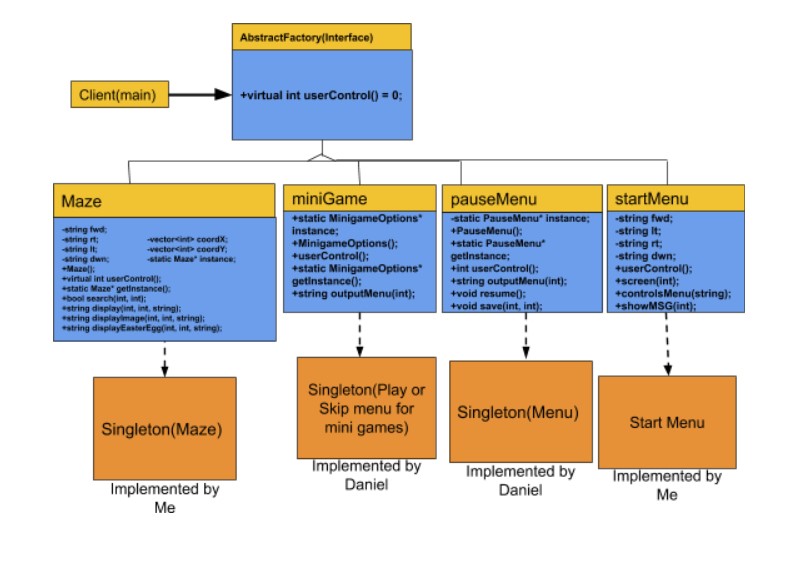 AbstractFactory(Interface)
+virtual int userControl() = 0;
Client(main)
Maze
-string fwd;
-string rt; -vector<int> coordX;
-string lt; -vector<int> coordY;
-string dwn; -static Maze* instance;
+Maze();
+virtual int userControl();
+static Maze* getInstance();
+bool search(int, int);
+string display(int, int, string);
+string displayImage(int, int, string);
+string displayEasterEgg(int, int, string);
miniGame
+static MinigameOptions*
instance;
+MinigameOptions();
+userControl();
+static MinigameOptions*
getInstance();
+string outputMenu(int);
pauseMenu
-static PauseMenu* instance;
+PauseMenu();
+static PauseMenu*
getInstance;
+int userControl();
+string outputMenu(int);
+void resume();
+void save(int, int);
startMenu
-string fwd;
-string lt;
-string rt;
-string dwn;
+userControl();
+screen(int);
+controlsMenu(string);
+showMSG(int);
Singleton(Maze)
Implemented by
Me
Singleton(Play or
Skip menu for
mini games)
Implemented by
Daniel
Singleton(Menu)
Implemented by
Daniel
Start Menu
Implemented by
Me